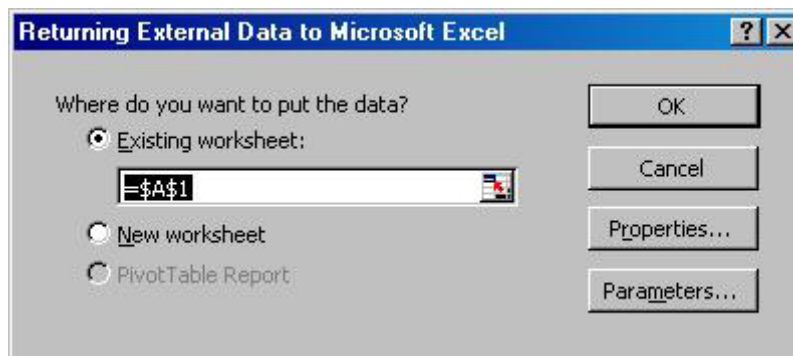 Returning External Data to Microsoft Excel
Where do you want to put the data?
Existing worksheet:
=$A$1
New worksheet
PivotTable Report
OK
Cancel
Properties...
Parameters...